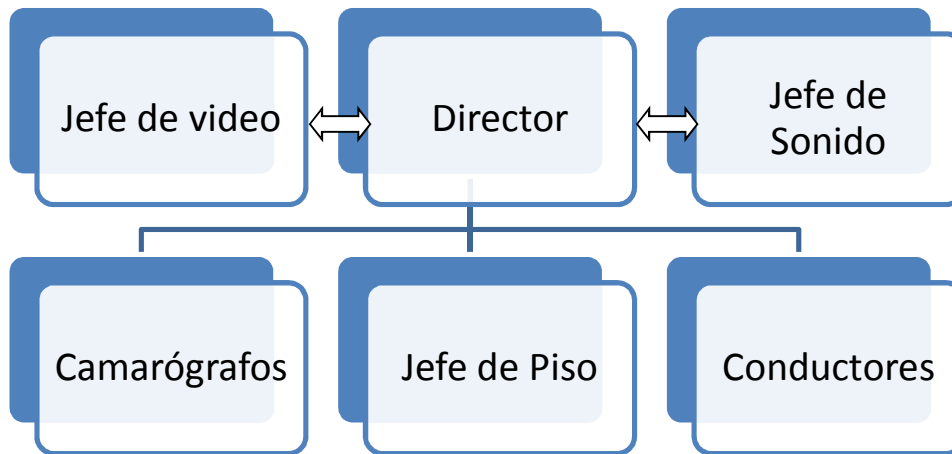 Jefe de video
Director
Jefe de
Sonido
Camarógrafos
Jefe de Piso
Conductores